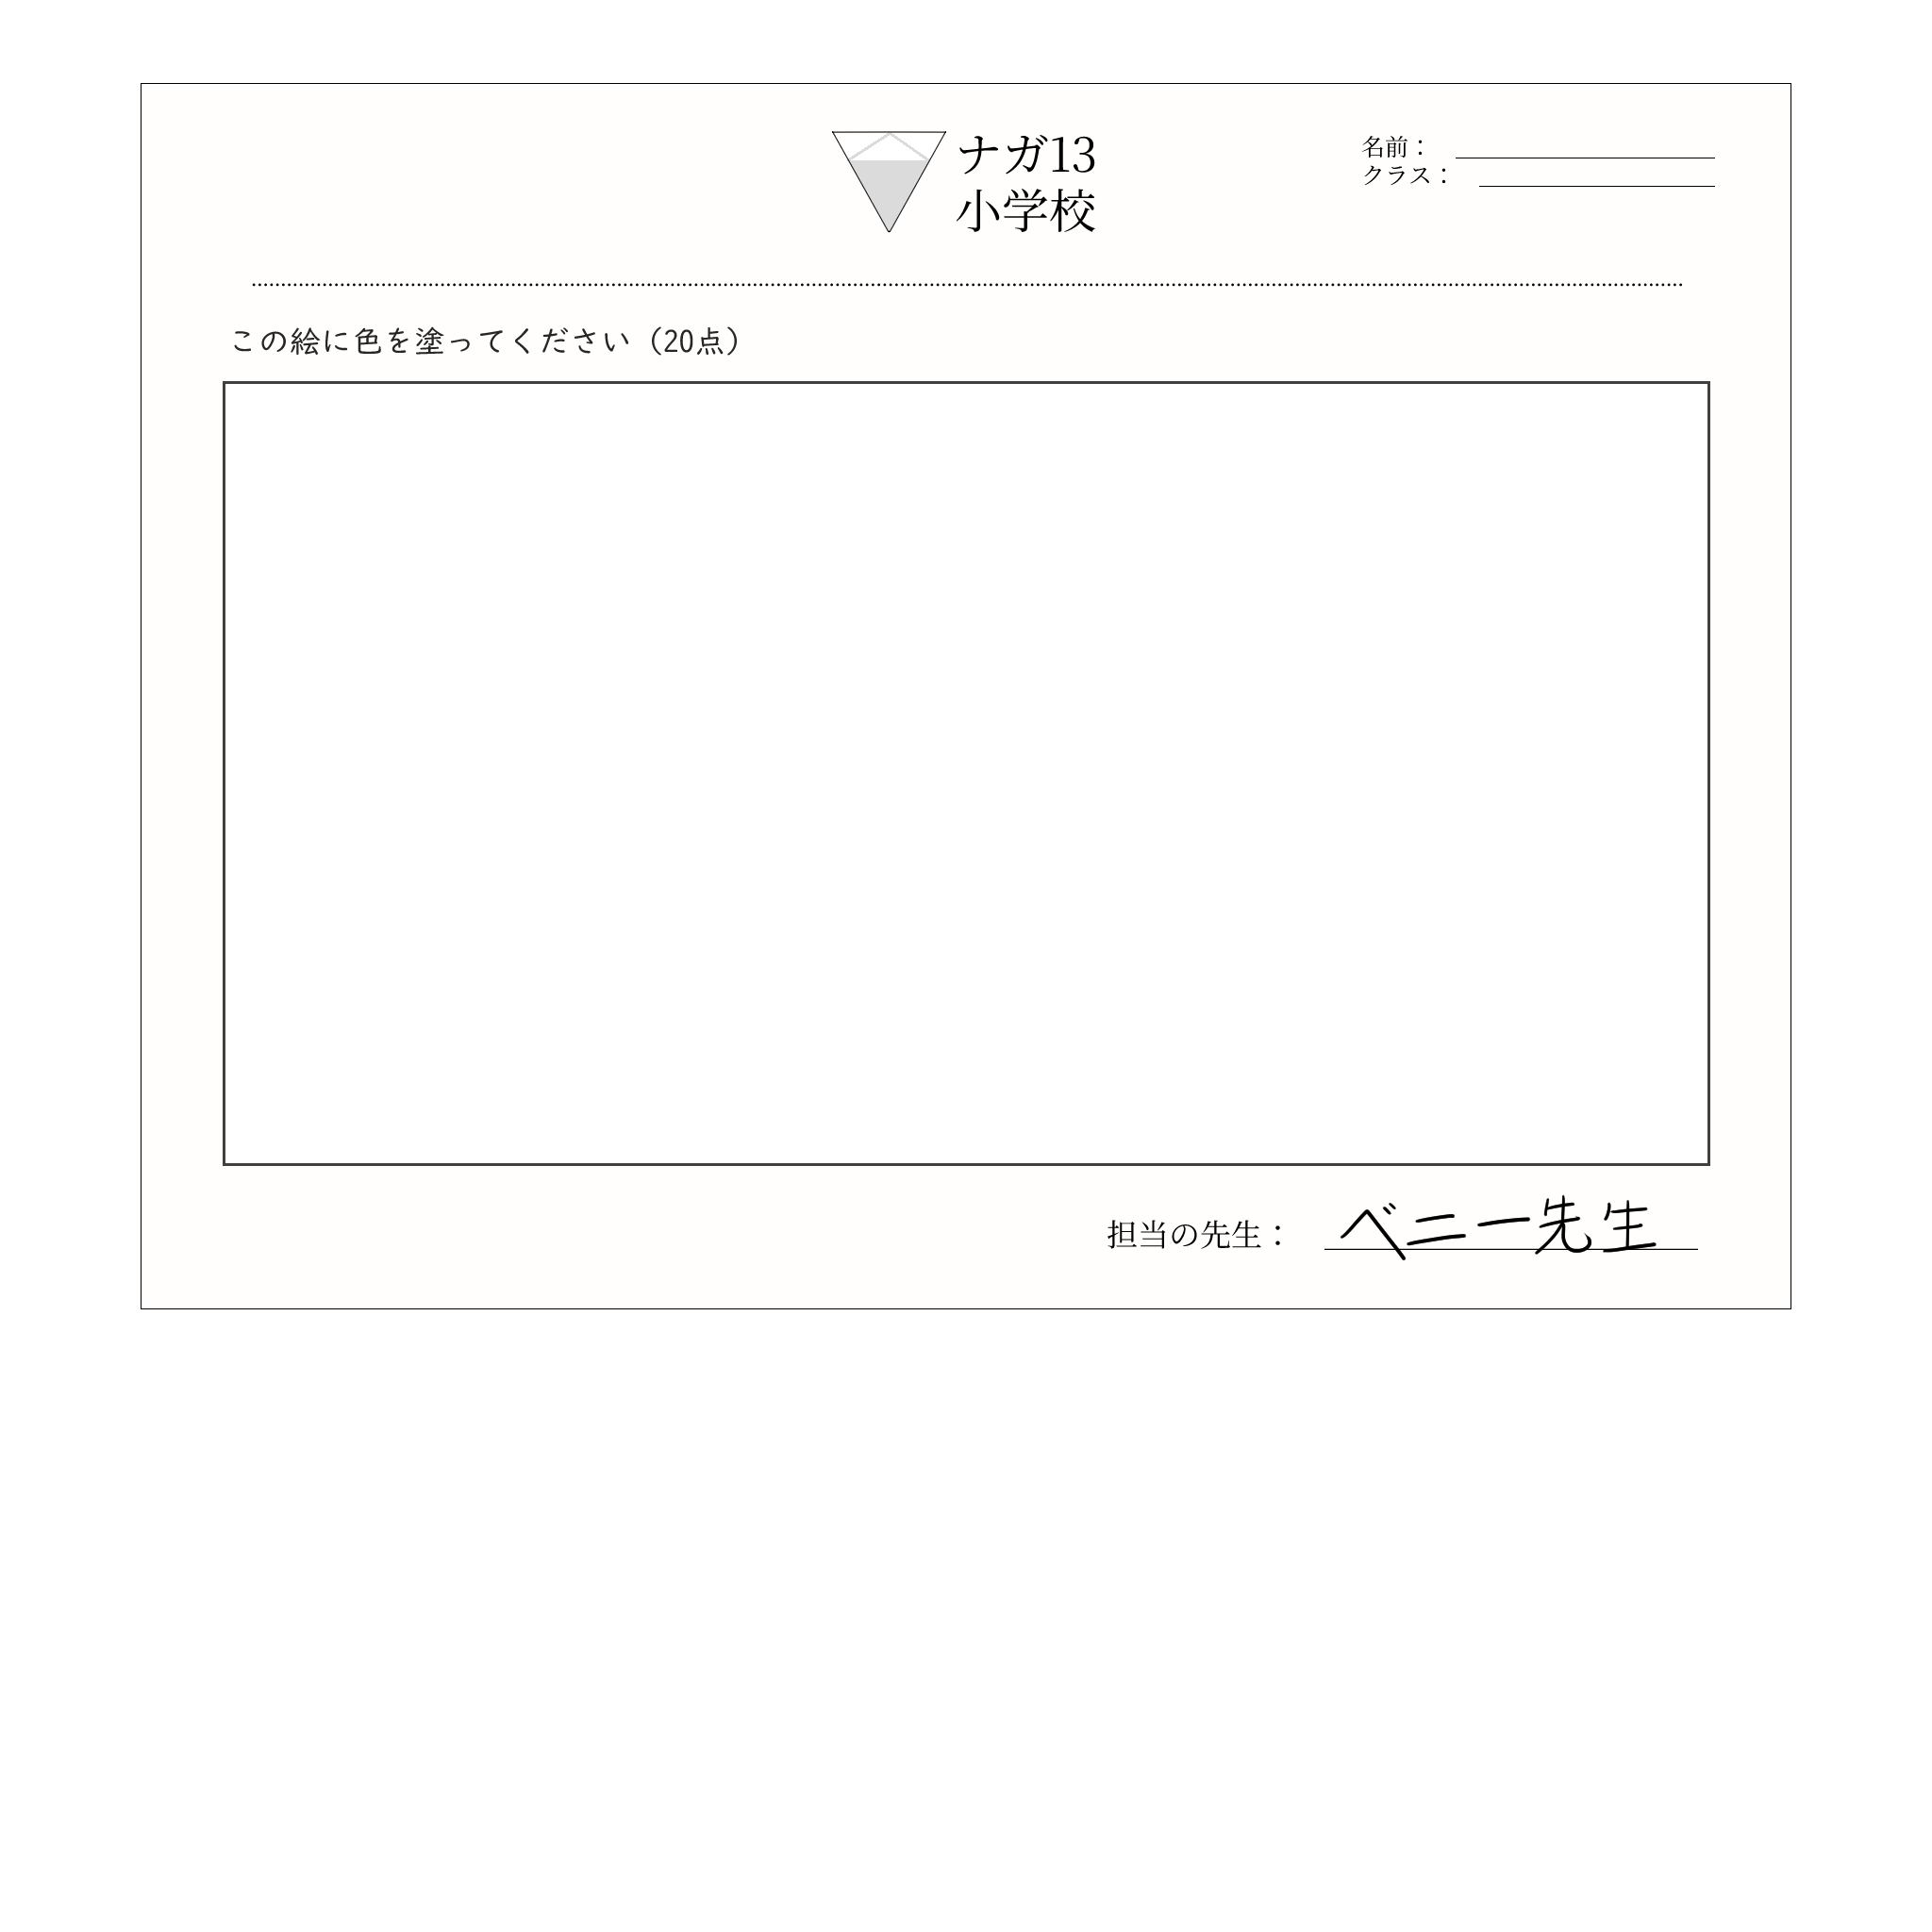 ナガ13
小学校
名前：
クラス：
この絵に色を塗ってください（20点）
担当の先生： ベニー先生